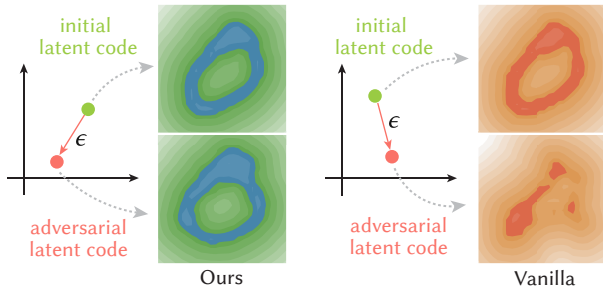 initial
latent code
ϵ
adversarial
latent code
Ours
initial
latent code
ϵ
adversarial
latent code
Vanilla